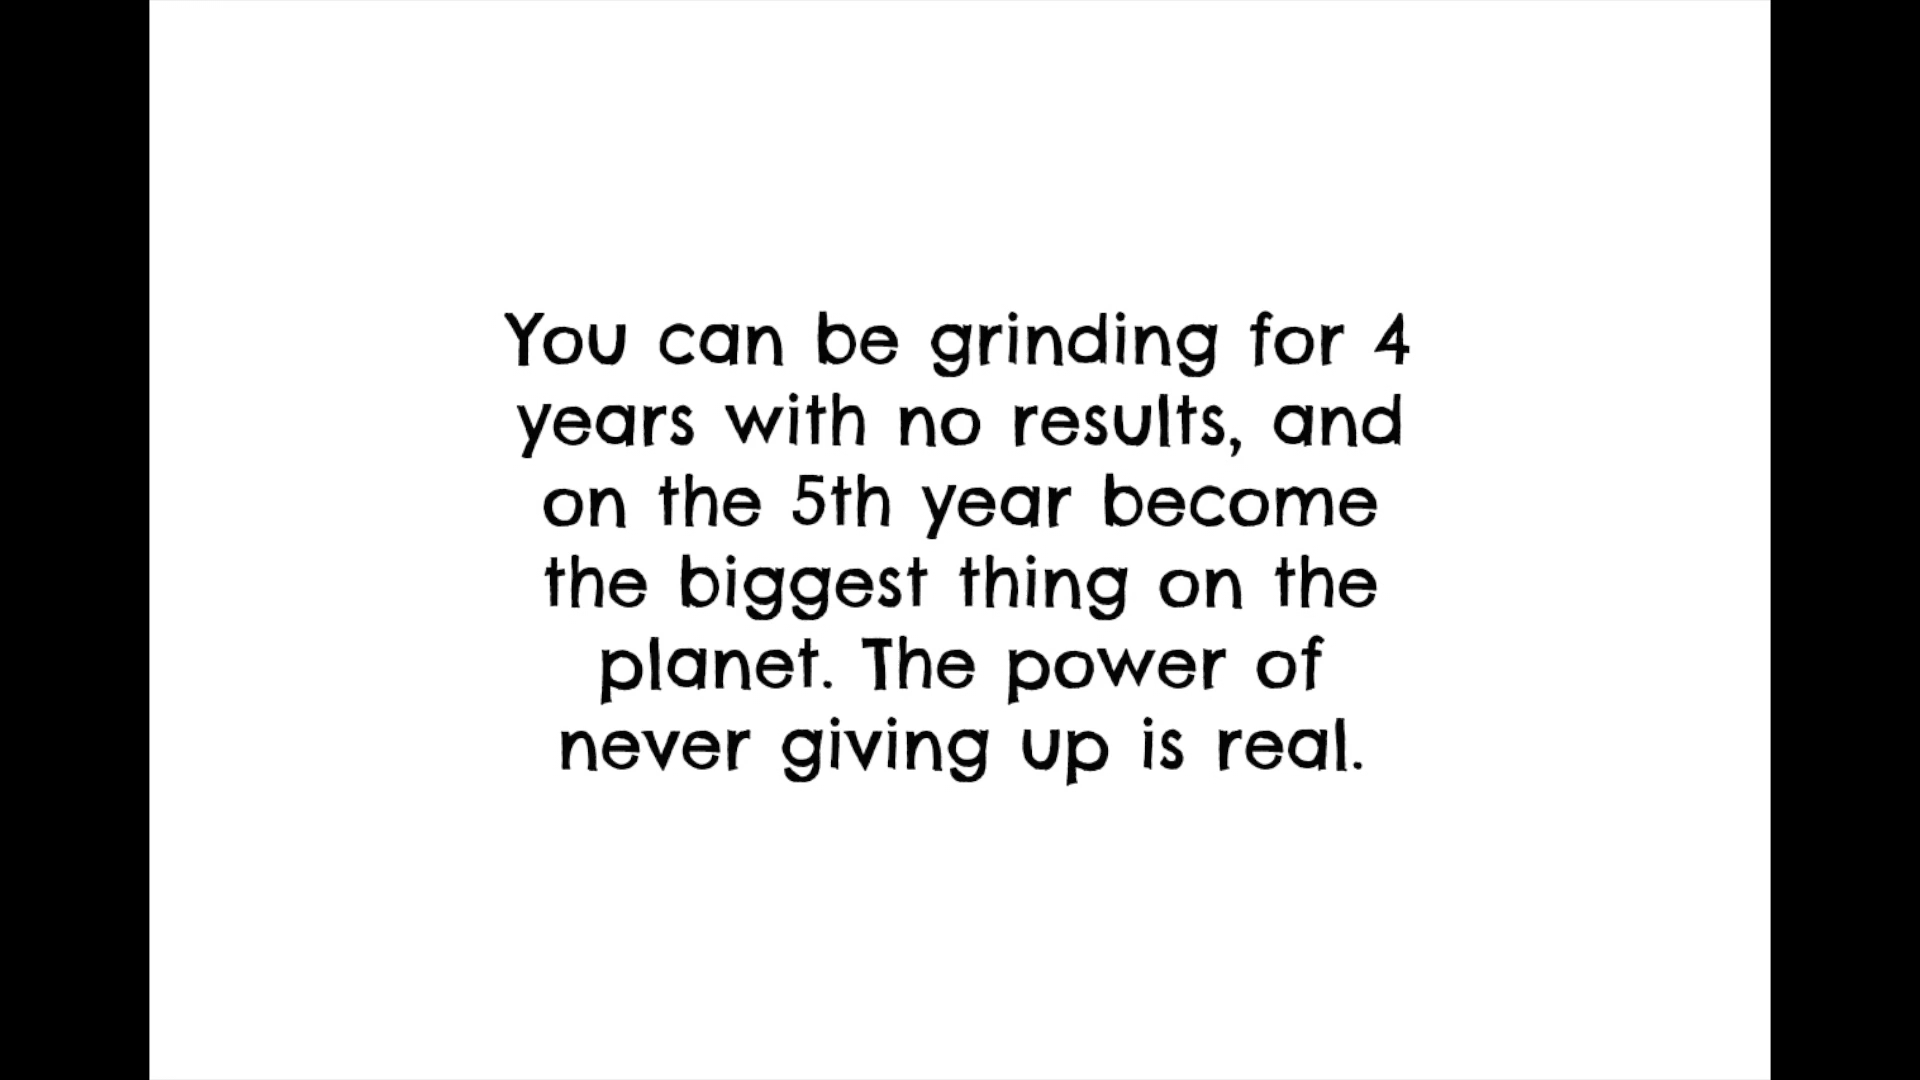 You can be grinding for 4
years with no results, and
on the 5th year become
the biggest thing on the
planet. The power of
never giving up is real.